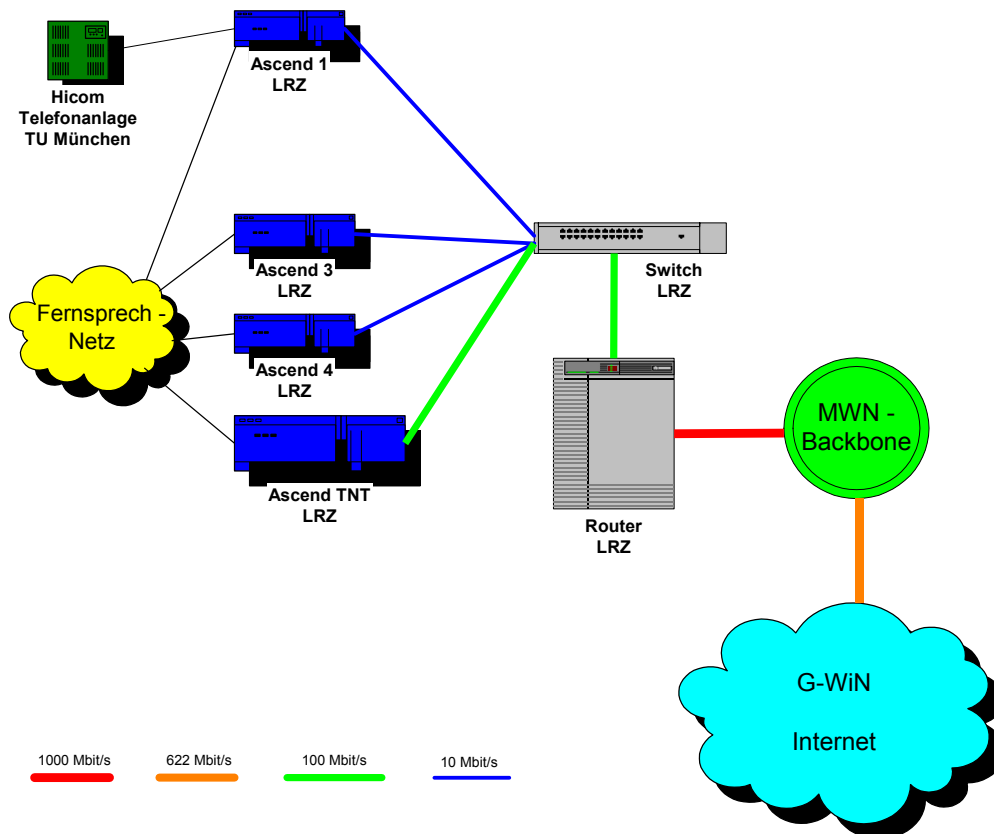 Ascend 1
LRZ
Hicom
Telefonanlage
TU München
Ascend 3
LRZ
Switch
LRZ
Fernsprech -
Netz
Ascend 4
LRZ
MWN -
Backbone
Ascend TNT
LRZ
Router
LRZ
G-WiN
Internet
1000 Mbit/s
622 Mbit/s
100 Mbit/s
10 Mbit/s